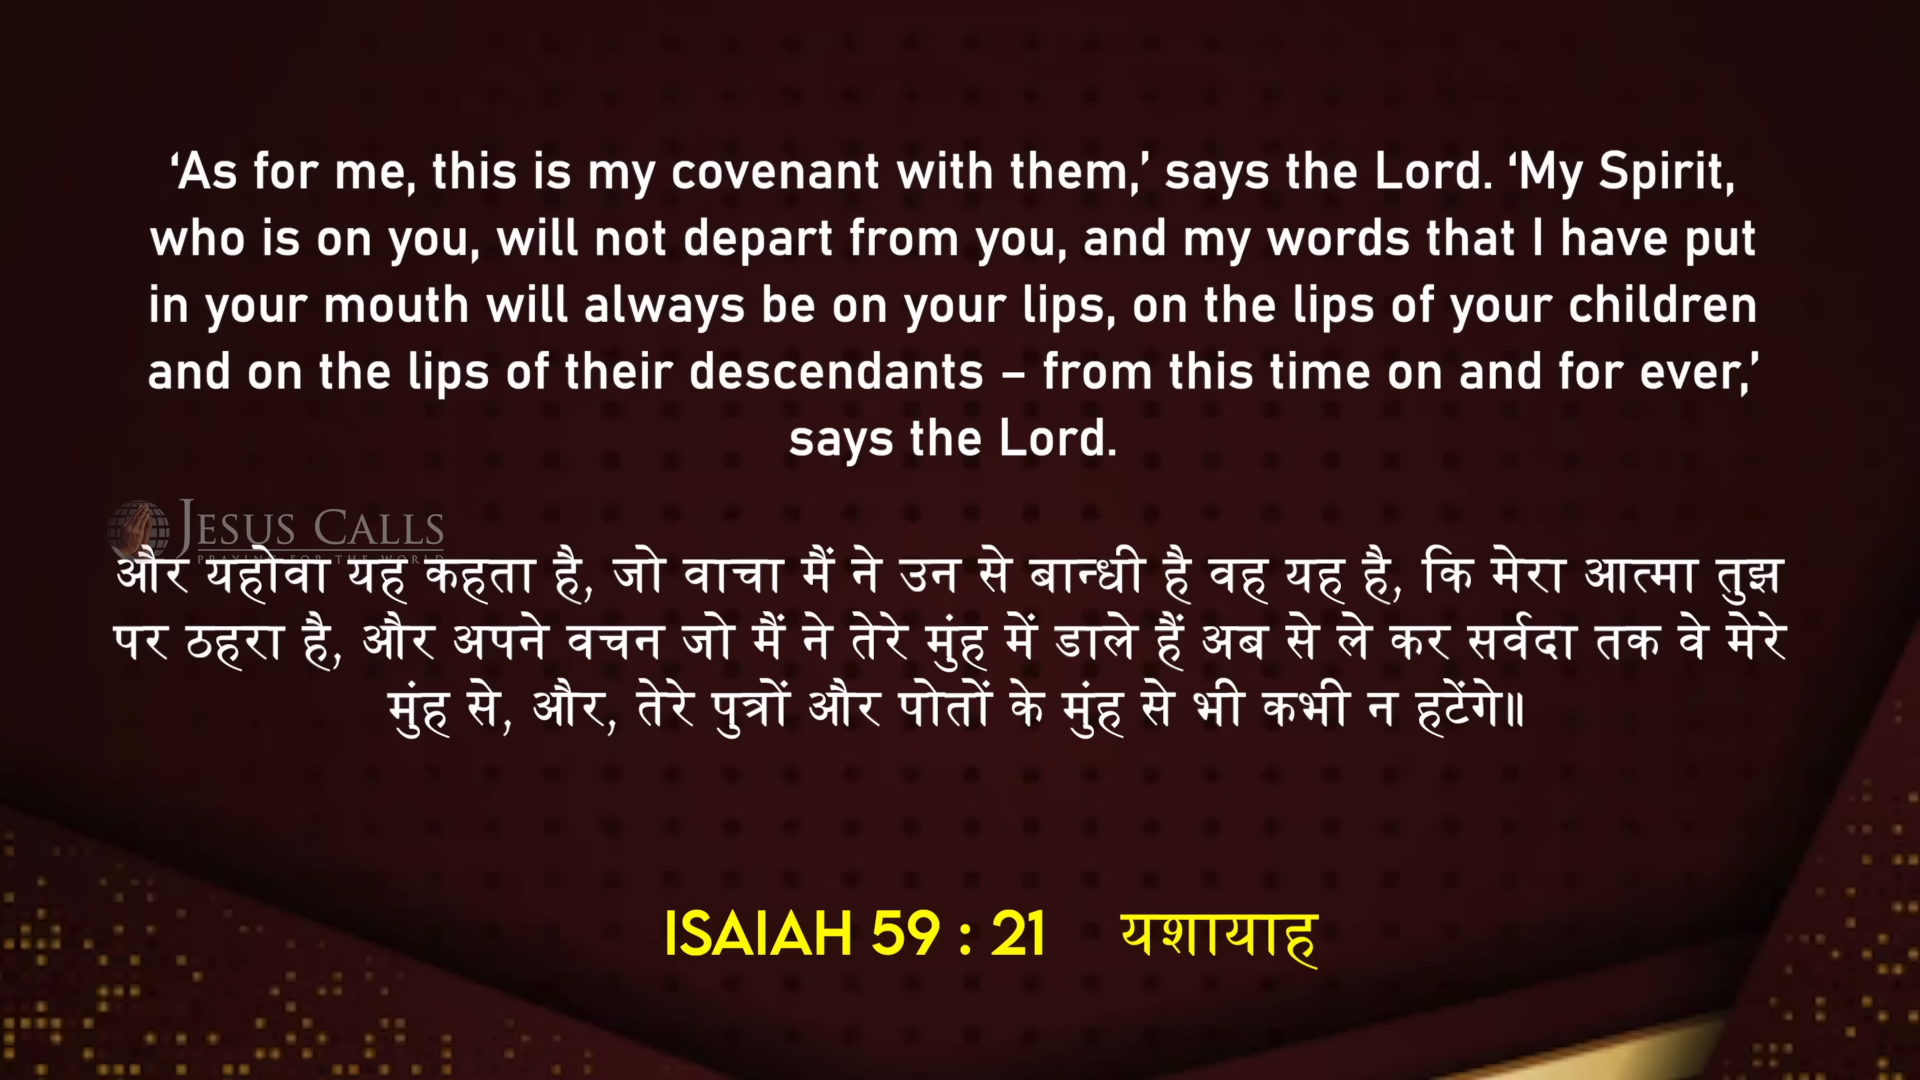 ‘As for me, this is my covenant with them,’ says the Lord. ‘My Spirit,
who is on you, will not depart from you, and my words that I have put
in your mouth will always be on your lips, on the lips of your children
and on the lips of their descendants – from this time on and for ever,’
says the Lord.
JESUS CALLS
PRAYING FOR THE WORLD
और यहोवा यह कहता है, जो वाचा मैं ने उन से बान्धी है वह यह है, कि मेरा आत्मा तुझ
पर ठहरा है, और अपने वचन जो मैं ने तेरे मुंह में डाले हैं अब से ले कर सर्वदा तक वे मेरे
मुंह से, और, तेरे पुत्रों और पोतों के मुंह से भी कभी न हटेंगे॥
ISAIAH 59 : 21 यशायाह